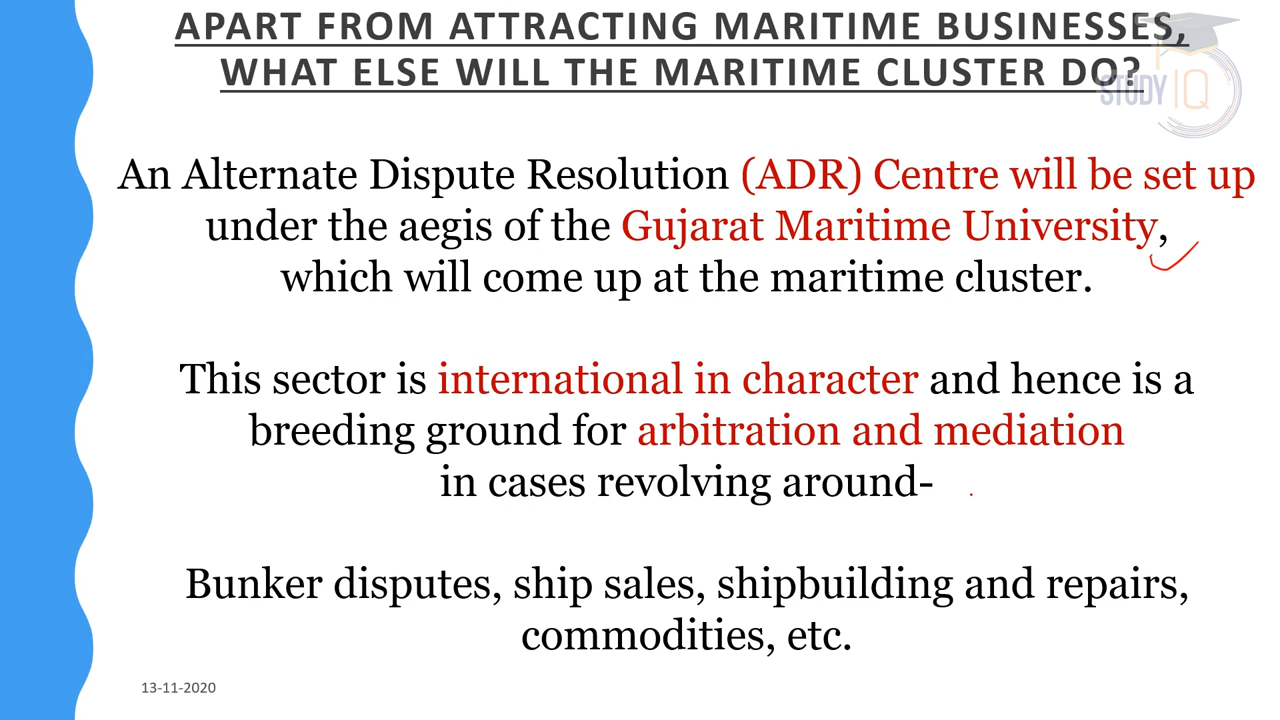 APART FROM ATTRACTING MARITIME BUSINESSES,
WHAT ELSE WILL THE MARITIME CLUSTER DO?
STUDY IQ
An Alternate Dispute Resolution (ADR) Centre will be set up
under the aegis of the Gujarat Maritime University,
which will come up at the maritime cluster.
This sector is international in character and hence is a
breeding ground for arbitration and mediation
in cases revolving around-
Bunker disputes, ship sales, shipbuilding and repairs,
commodities, etc.
13-11-2020